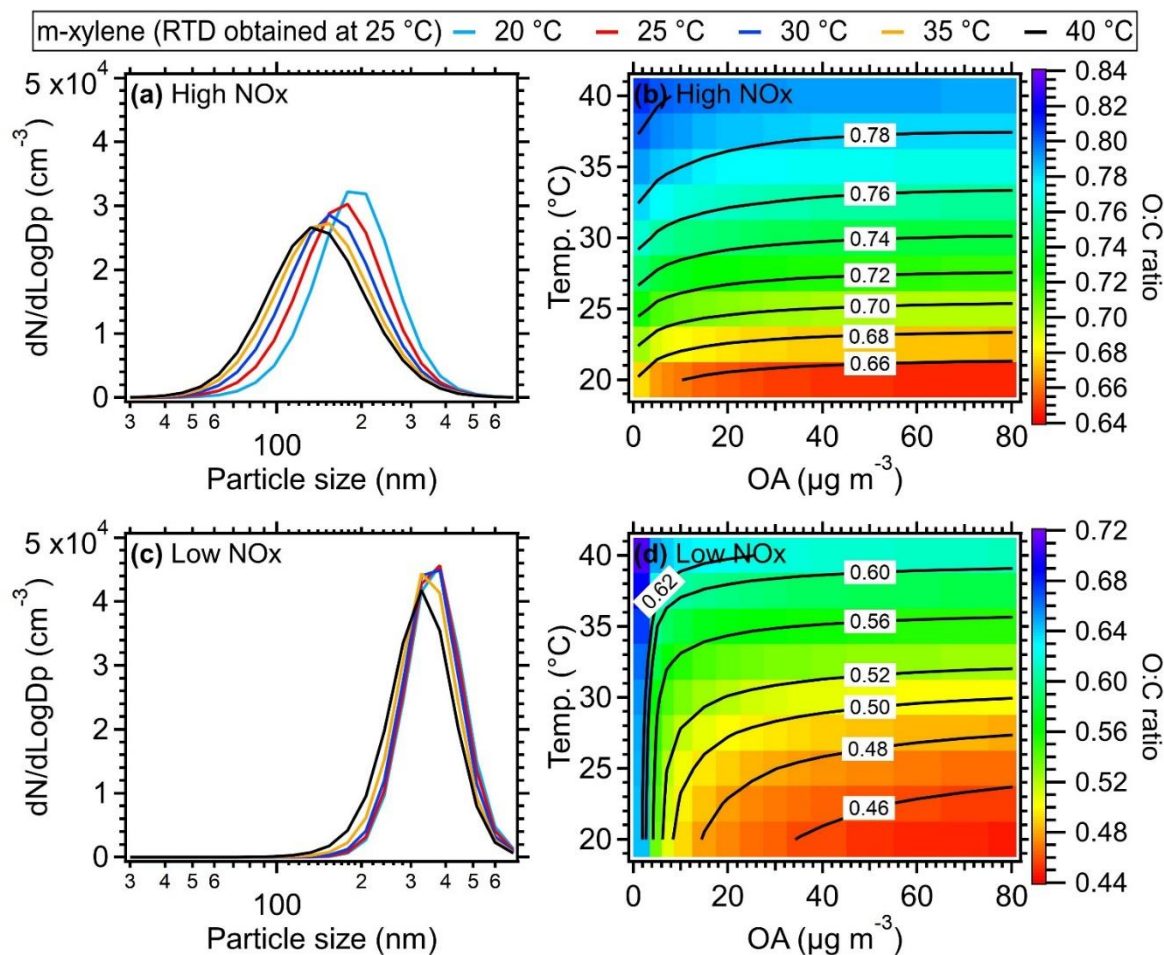 m-xylene (RTD obtained at 25 °C) 20 °C 25 °C 30 °C 35 °C 40 °C
(a) High NOx
5 x10⁴
4
3
2
1
0
dN/dLogDp (cm⁻³)
3 4 5 6 100 2 3 4 5 6
Particle size (nm)
(b) High NOx
40
35
30
25
20
Temp. (°C)
0.78
0.76
0.74
0.72
0.70
0.68
0.66
0 20 40 60 80
OA (µg m⁻³)
0.84
0.82
0.80
0.78
0.76
0.74
0.72
0.70
0.68
0.66
0.64
O:C ratio
(c) Low NOx
5 x10⁴
4
3
2
1
0
dN/dLogDp (cm⁻³)
3 4 5 6 100 2 3 4 5 6
Particle size (nm)
(d) Low NOx
40
35
30
25
20
Temp. (°C)
0.62
0.60
0.56
0.52
0.50
0.48
0.46
0 20 40 60 80
OA (µg m⁻³)
0.72
0.68
0.64
0.60
0.56
0.52
0.48
0.44
O:C ratio